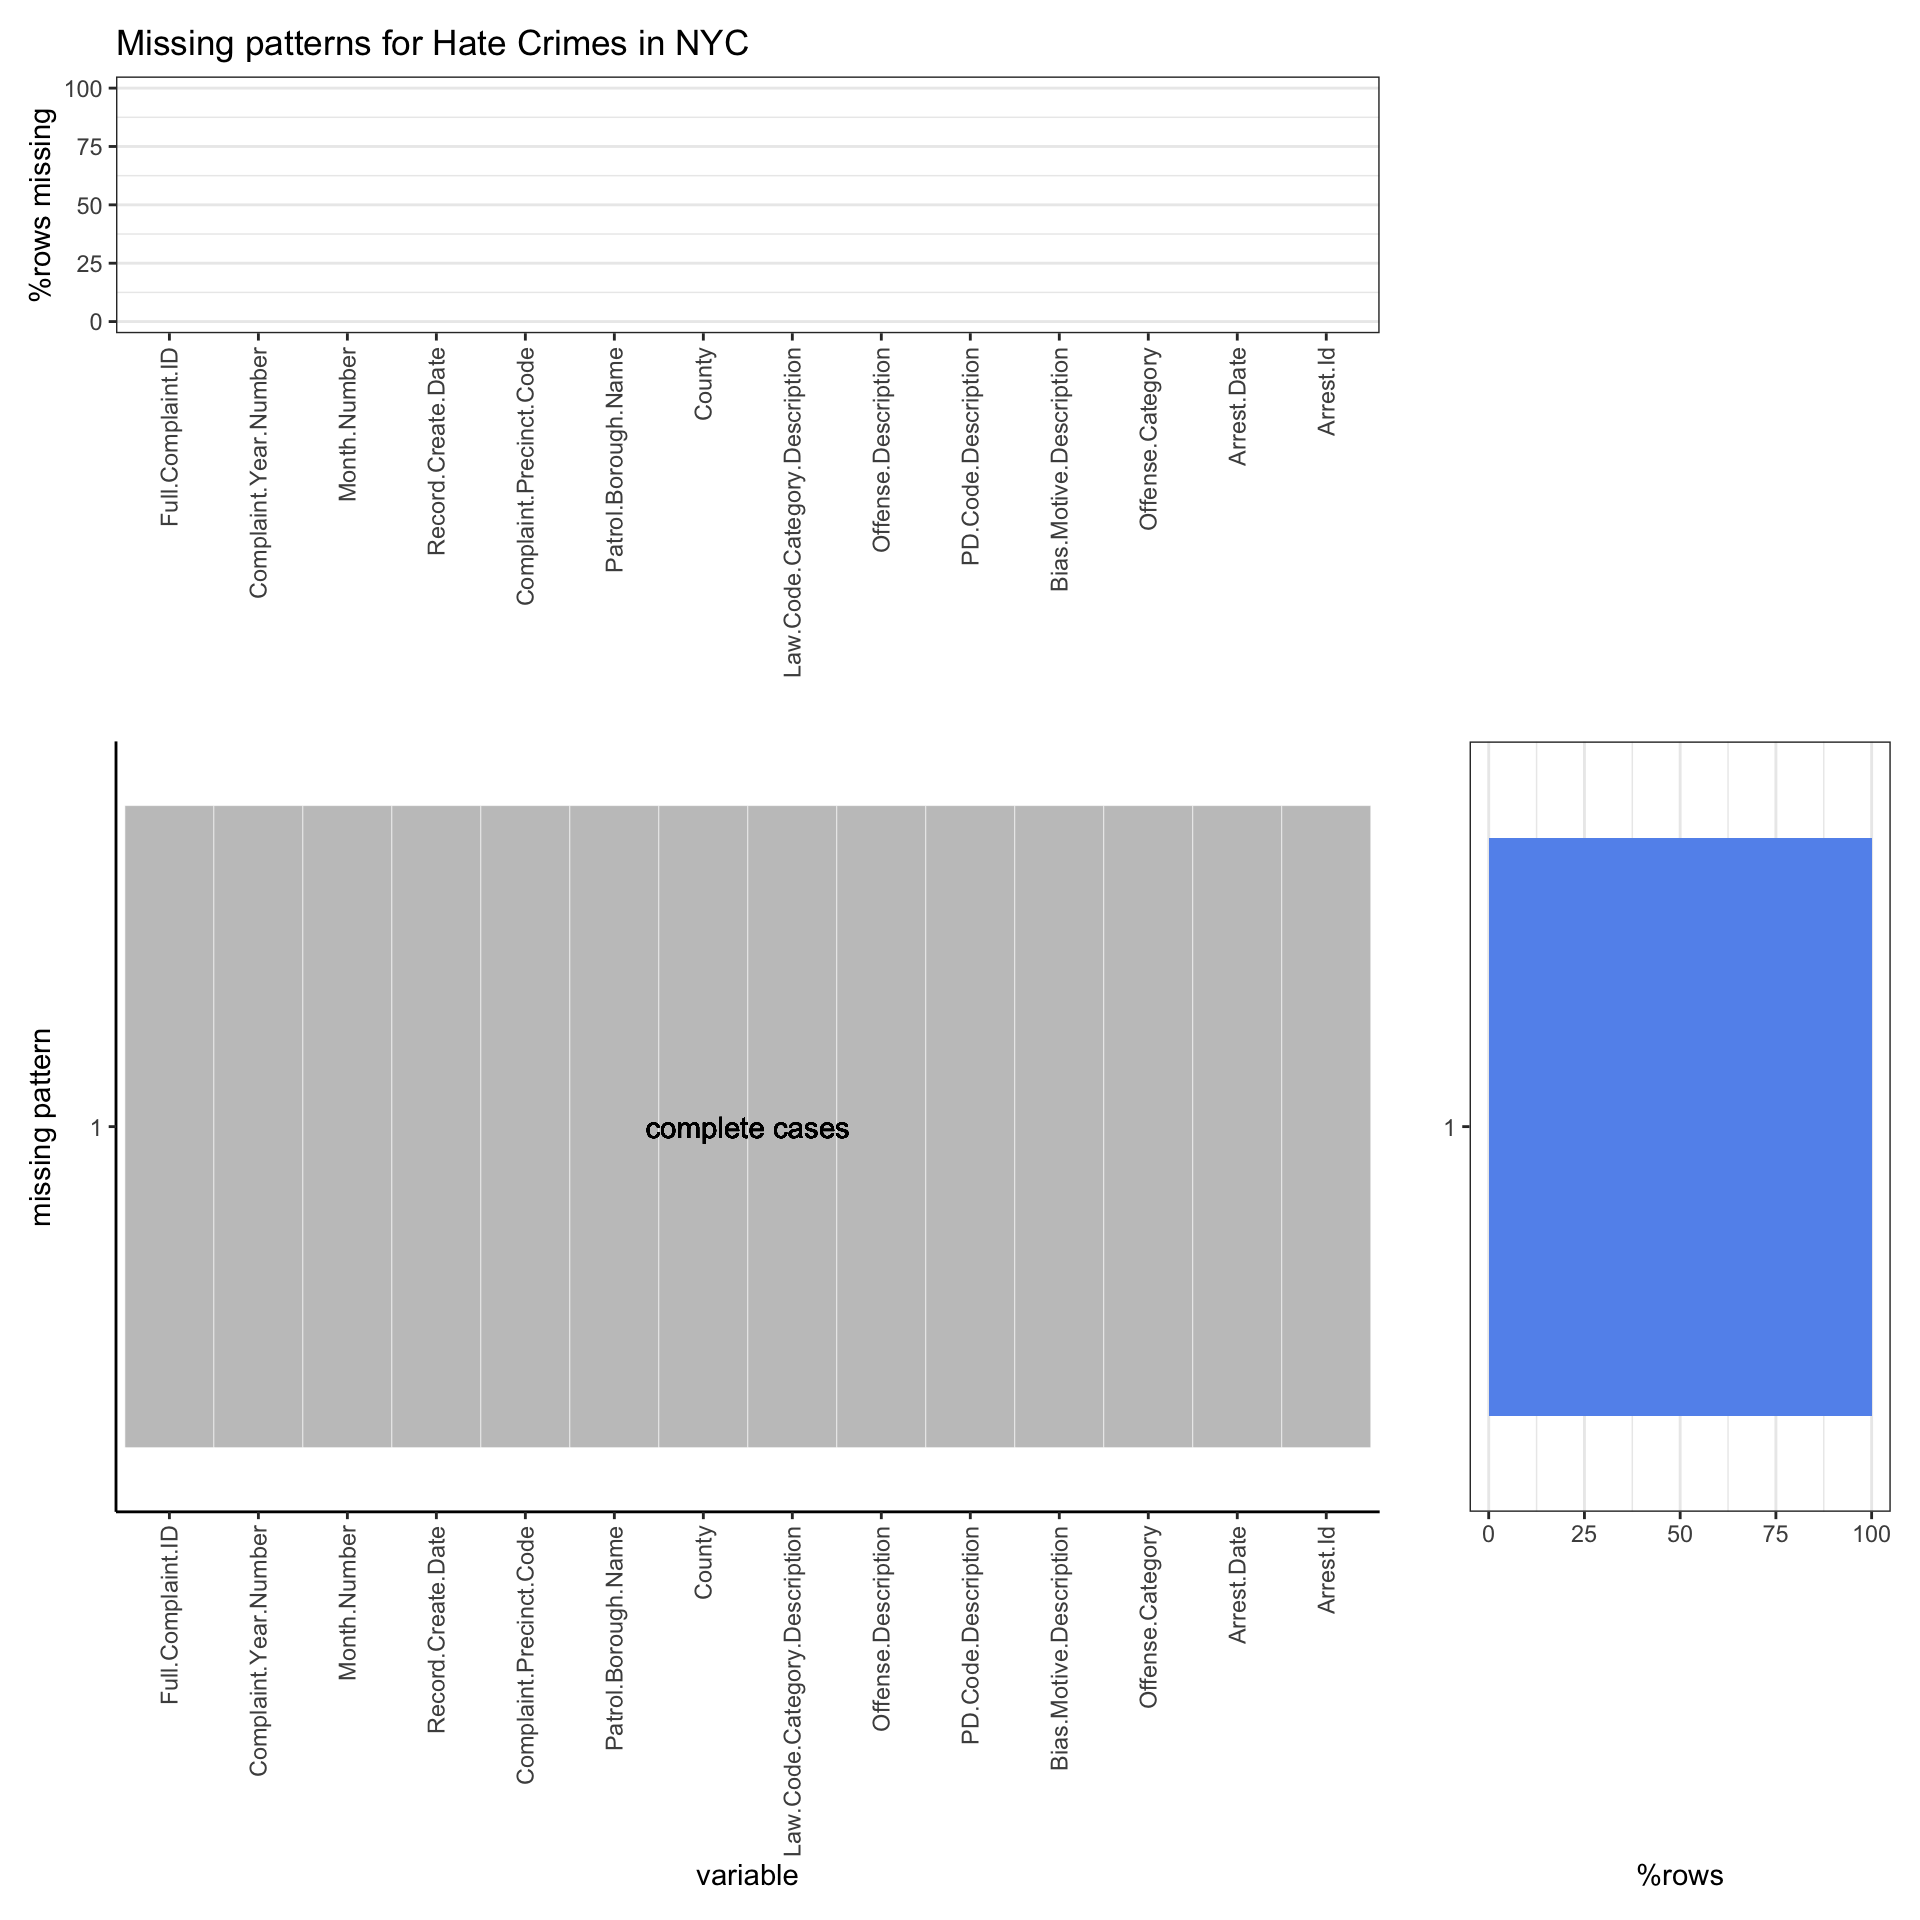 Missing patterns for Hate Crimes in NYC
%rows missing
100
75
50
25
0
Full.Complaint.ID
Complaint.Year.Number
Month.Number
Record.Create.Date
Complaint.Precinct.Code
Patrol.Borough.Name
County
Law.Code.Category.Description
Offense.Description
PD.Code.Description
Bias.Motive.Description
Offense.Category
Arrest.Date
Arrest.Id
missing pattern
1
complete cases
Full.Complaint.ID
Complaint.Year.Number
Month.Number
Record.Create.Date
Complaint.Precinct.Code
Patrol.Borough.Name
County
Law.Code.Category.Description
Offense.Description
PD.Code.Description
Bias.Motive.Description
Offense.Category
Arrest.Date
Arrest.Id
variable
1
0 25 50 75 100
%rows